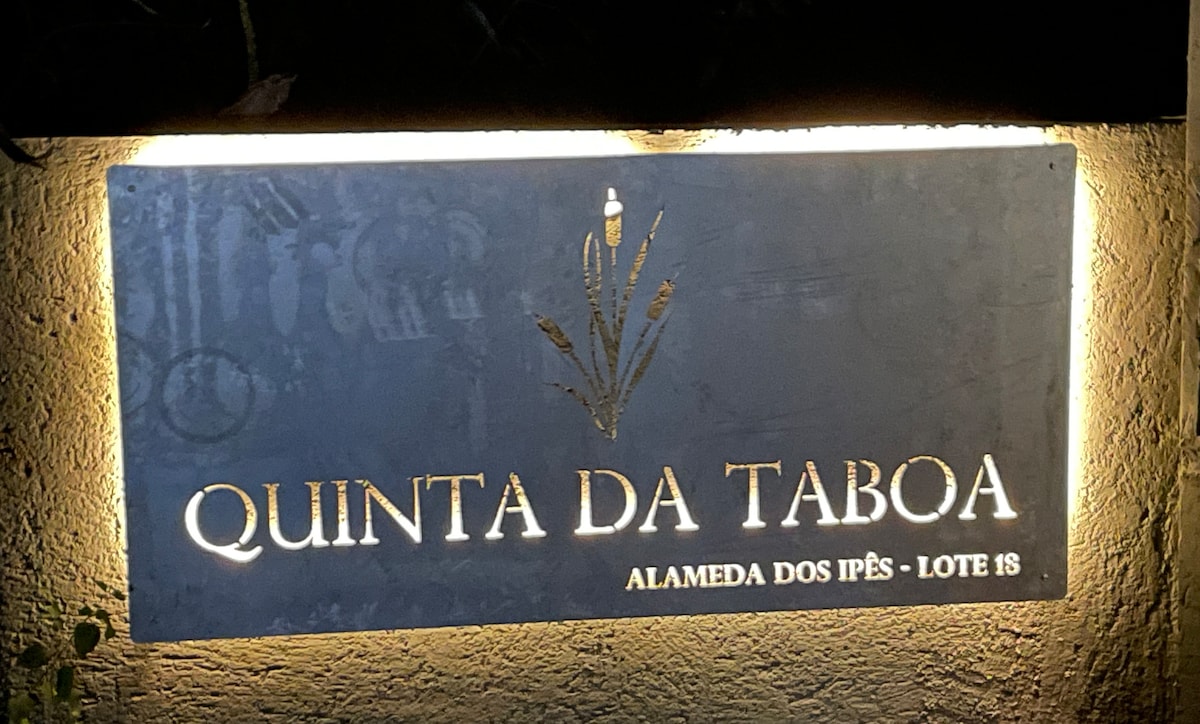 QUINTA DA TABOA
ALAMEDA DOS IPÊS - LOTE 18